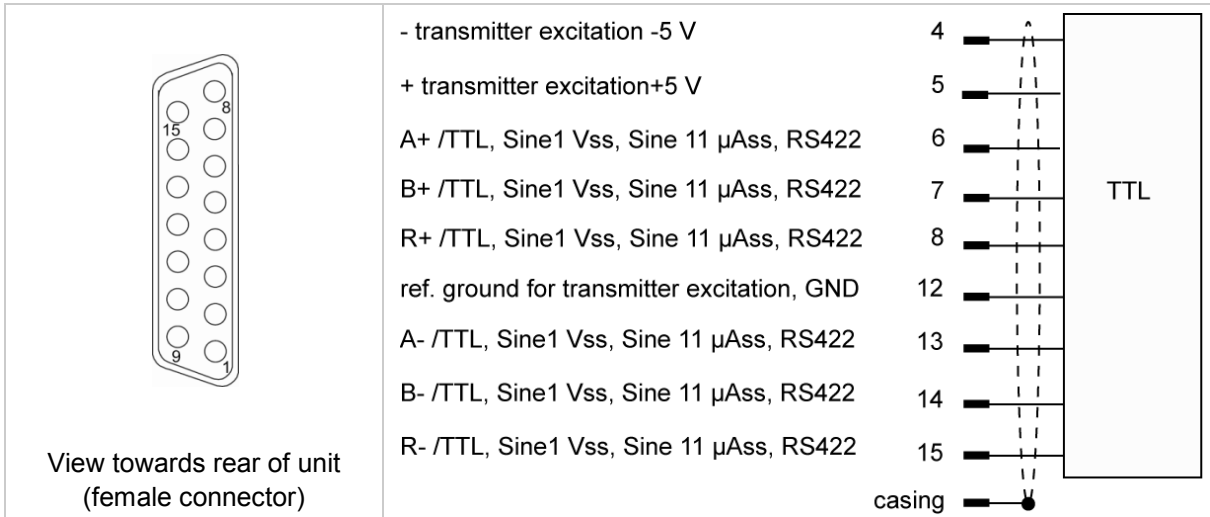 8
15
9
1
View towards rear of unit
(female connector)
- transmitter excitation -5 V 4
+ transmitter excitation+5 V 5
A+ /TTL, Sine1 Vss, Sine 11 µAss, RS422 6
B+ /TTL, Sine1 Vss, Sine 11 µAss, RS422 7
R+ /TTL, Sine1 Vss, Sine 11 µAss, RS422 8
ref. ground for transmitter excitation, GND 12
A- /TTL, Sine1 Vss, Sine 11 µAss, RS422 13
B- /TTL, Sine1 Vss, Sine 11 µAss, RS422 14
R- /TTL, Sine1 Vss, Sine 11 µAss, RS422 15
casing
TTL